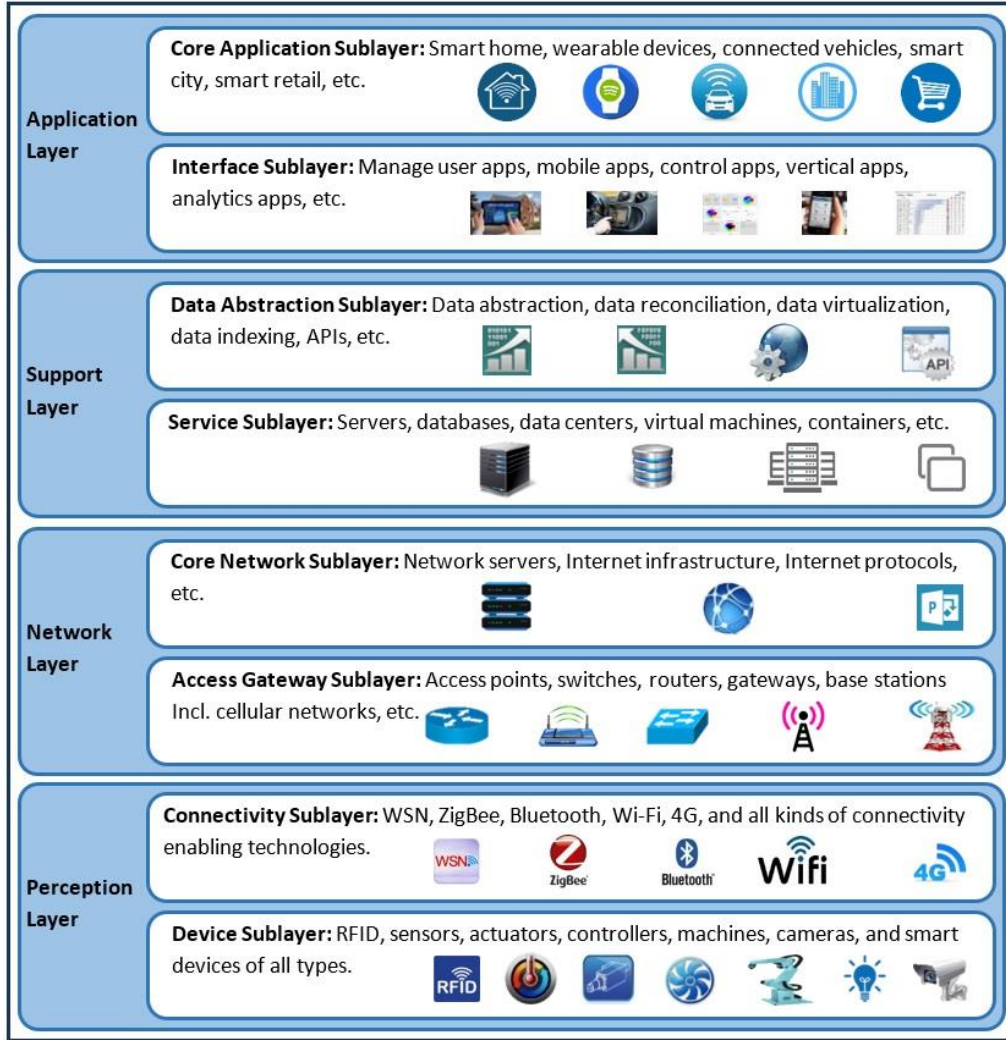 Application
Layer
Core Application Sublayer: Smart home, wearable devices, connected vehicles, smart
city, smart retail, etc.
Interface Sublayer: Manage user apps, mobile apps, control apps, vertical apps,
analytics apps, etc.
Support
Layer
Data Abstraction Sublayer: Data abstraction, data reconciliation, data virtualization,
data indexing, APIs, etc.
API
Service Sublayer: Servers, databases, data centers, virtual machines, containers, etc.
Network
Layer
Core Network Sublayer: Network servers, Internet infrastructure, Internet protocols,
etc.
P
Access Gateway Sublayer: Access points, switches, routers, gateways, base stations
Incl. cellular networks, etc.
Perception
Layer
Connectivity Sublayer: WSN, ZigBee, Bluetooth, Wi-Fi, 4G, and all kinds of connectivity
enabling technologies.
WSN
ZigBee
Bluetooth
Wifi
4G
Device Sublayer: RFID, sensors, actuators, controllers, machines, cameras, and smart
devices of all types.
RFID